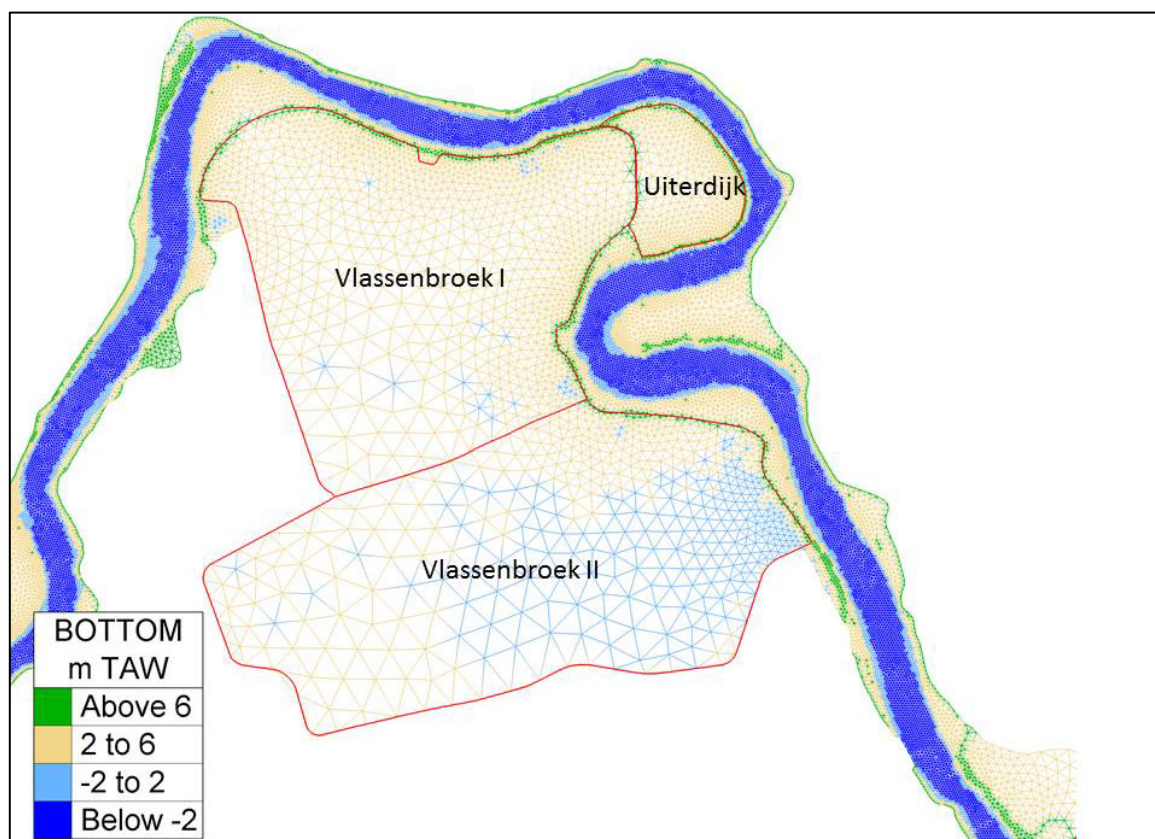 Uiterdijk
Vlassenbroek I
Vlassenbroek II
BOTTOM
m TAW
Above 6
2 to 6
-2 to 2
Below -2